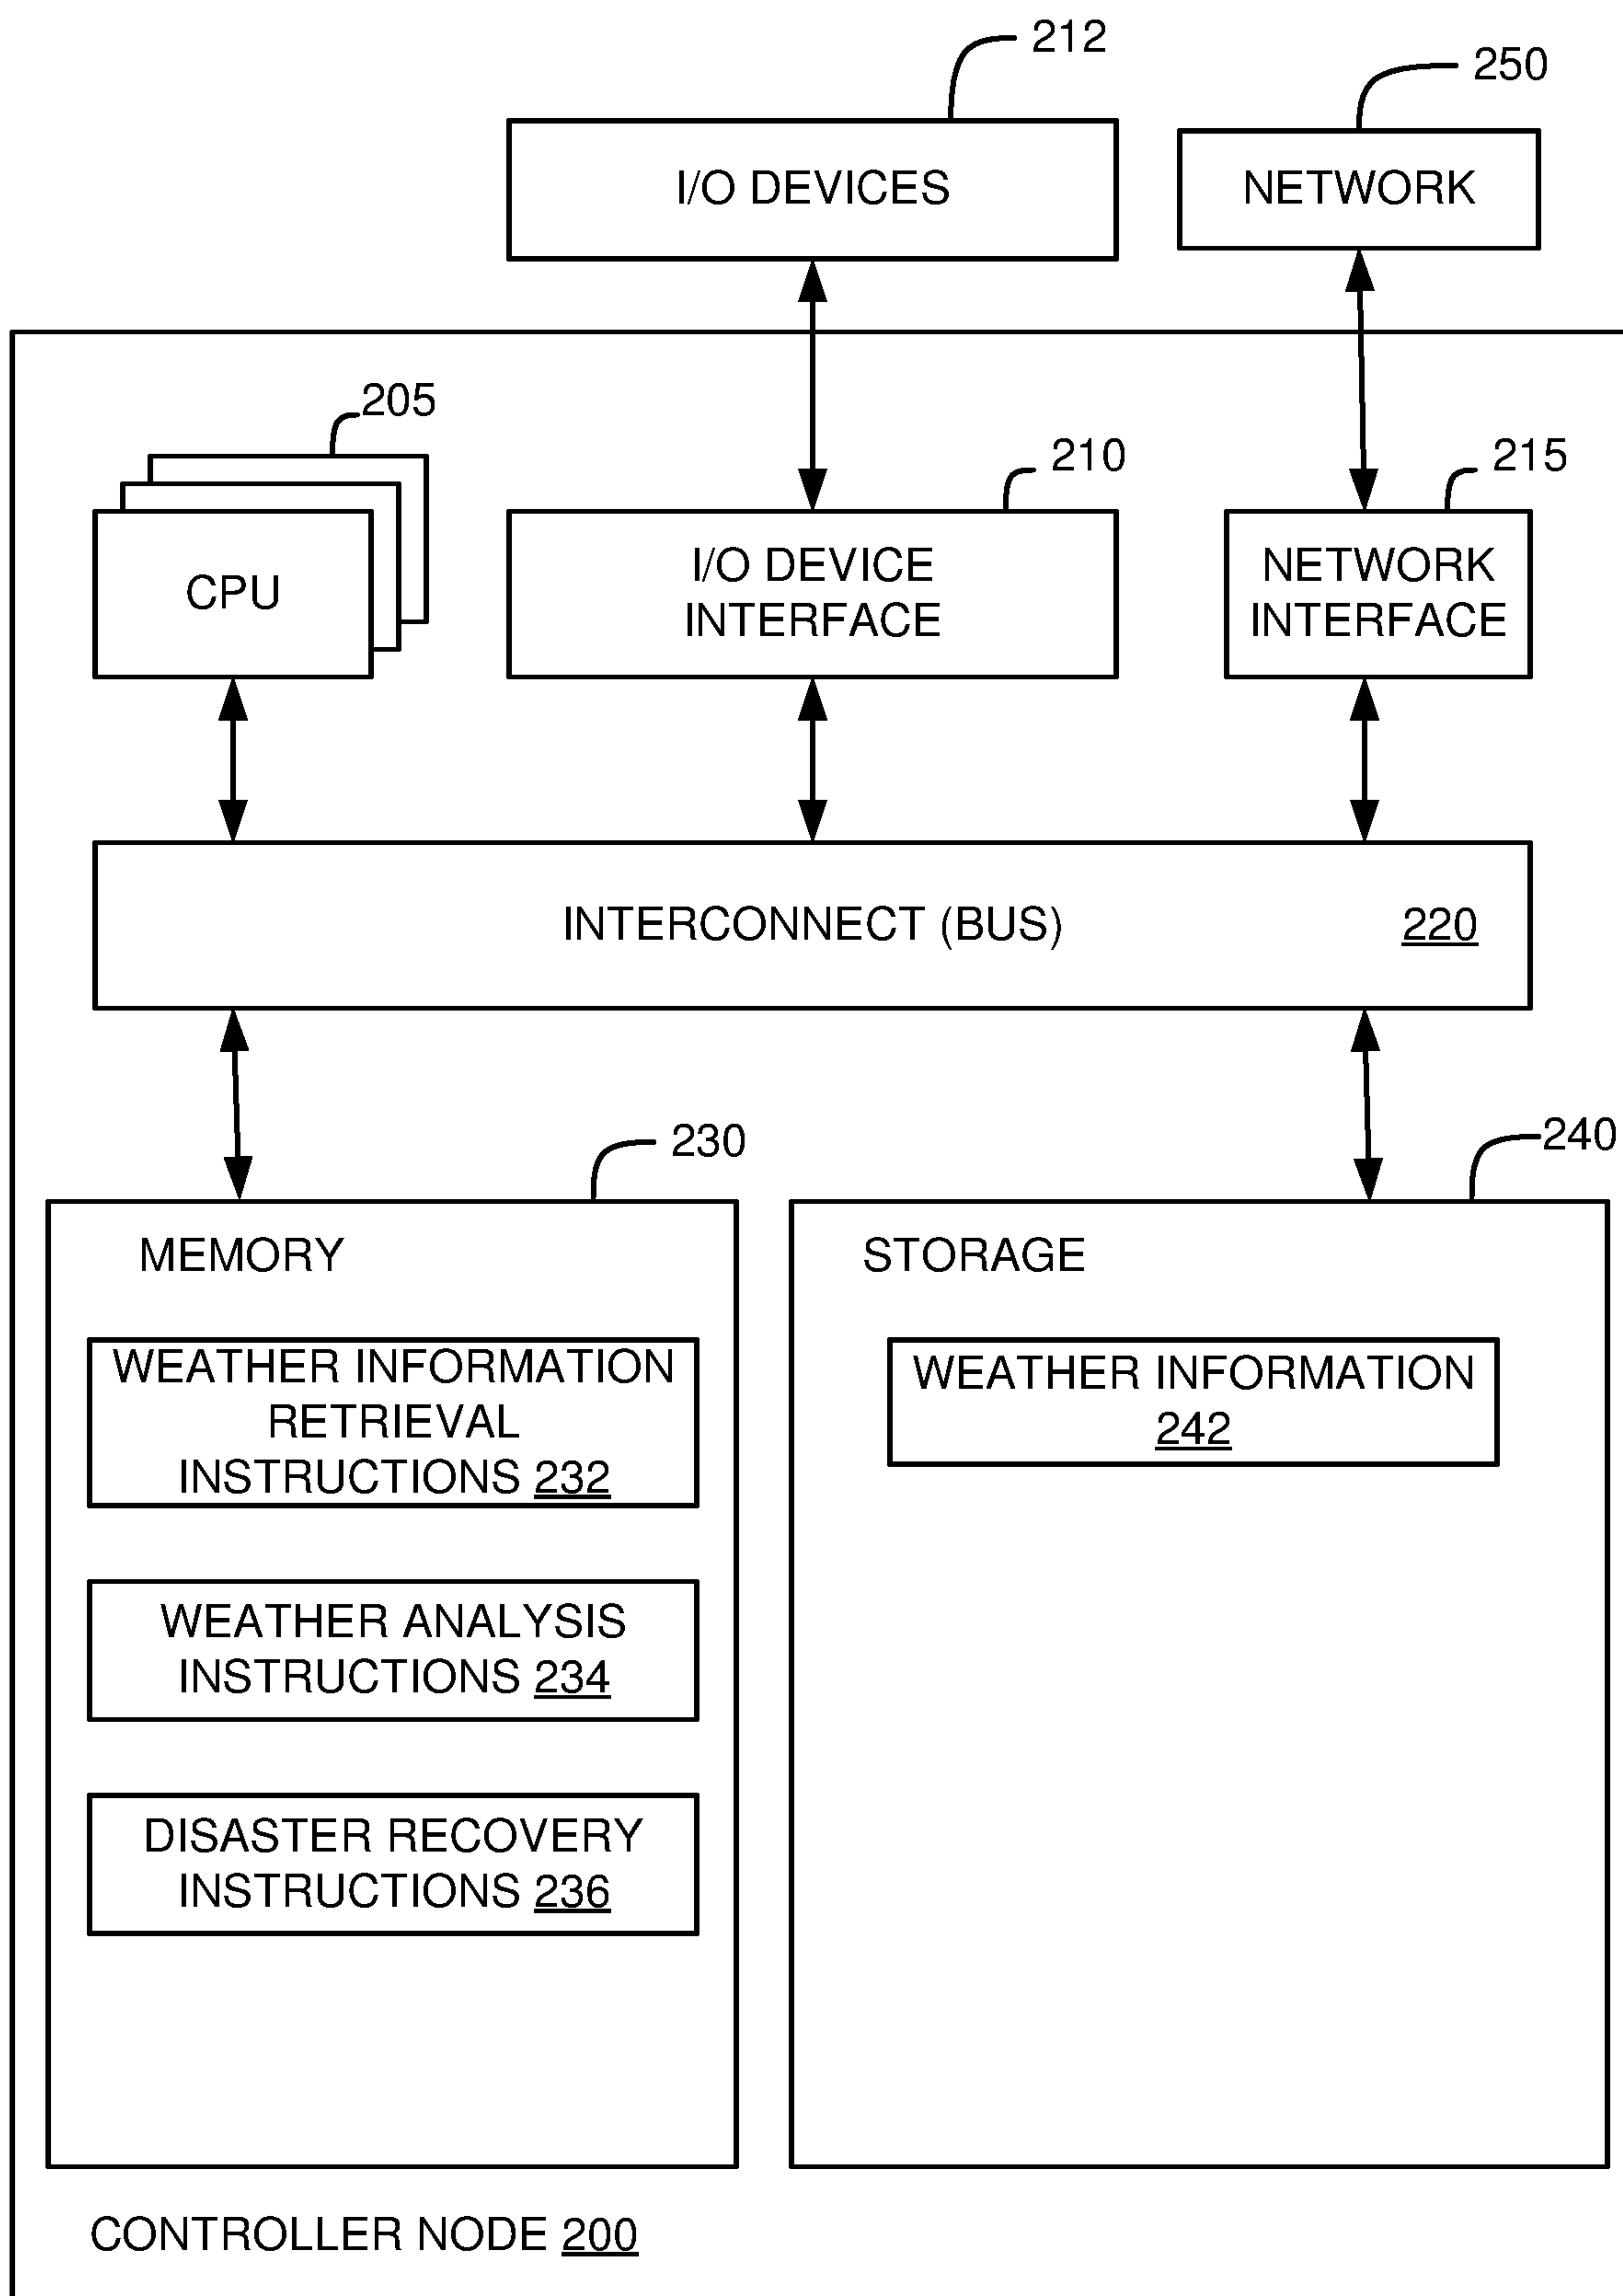 212
250
I/O DEVICES
NETWORK
205
210
215
CPU
I/O DEVICE
INTERFACE
NETWORK
INTERFACE
INTERCONNECT (BUS) 220
230
240
MEMORY
WEATHER INFORMATION
RETRIEVAL
INSTRUCTIONS 232
WEATHER ANALYSIS
INSTRUCTIONS 234
DISASTER RECOVERY
INSTRUCTIONS 236
STORAGE
WEATHER INFORMATION
242
CONTROLLER NODE 200